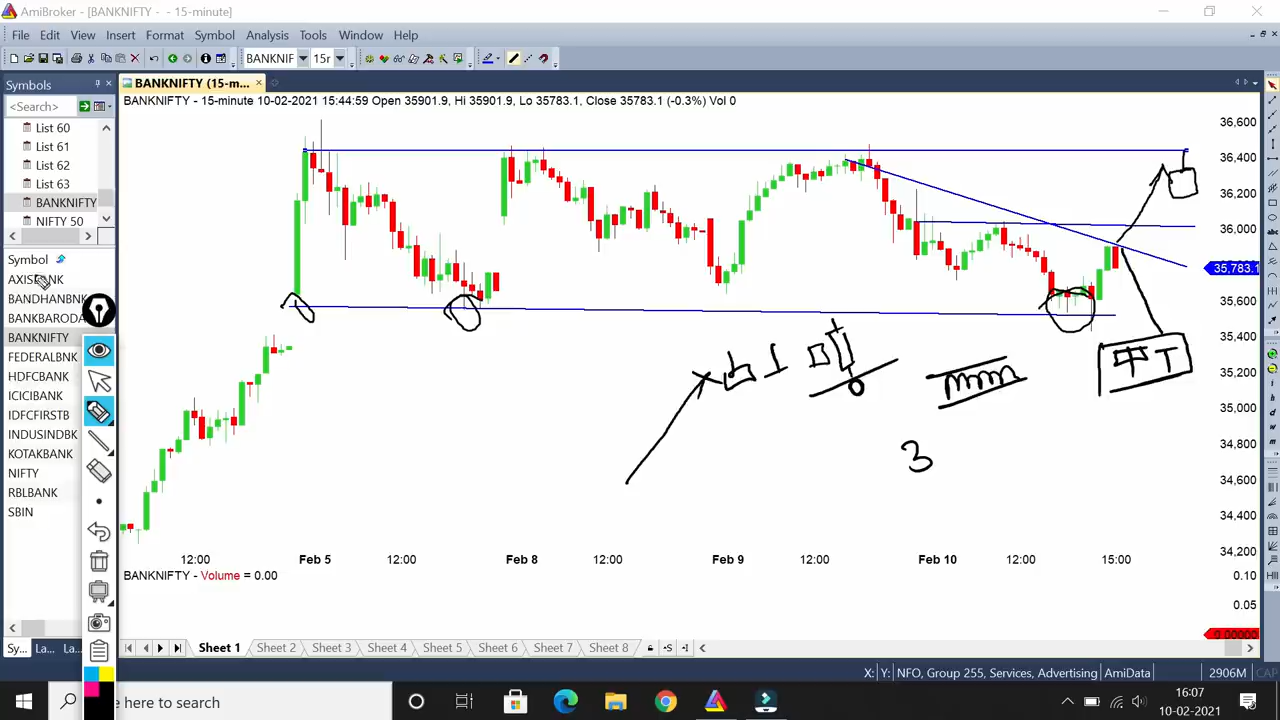 AmiBroker - [BANKNIFTY - - 15-minute]
File Edit View Insert Format Symbol Analysis Tools Window Help
BANKNIF 15r
Symbols
BANKNIFTY (15-m...
<Search>
BANKNIFTY - 15-minute 10-02-2021 15:44:59 Open 35901.9, Hi 35901.9, Lo 35783.1, Close 35783.1 (-0.3%) Vol 0
List 60
List 61
List 62
List 63
BANKNIFTY
NIFTY 50
Symbol
BANDHANBNK
BANKBARODA
BANKNIFTY
FEDERALBNK
HDFCBANK
ICICIBANK
IDFCFIRSTB
INDUSINDBK
KOTAKBANK
NIFTY
RBLBANK
SBIN
36,600
36,400
36,200
36,000
35,783.1
35,600
35,400
35,200
35,000
34,800
34,600
34,400
34,200
3
12:00 Feb 5 12:00 Feb 8 12:00 Feb 9 12:00 Feb 10 12:00 15:00
BANKNIFTY - Volume = 0.00
0.10
0.05
0.00000
Sy... La... La...
Sheet 1 Sheet 2 Sheet 3 Sheet 4 Sheet 5 Sheet 6 Sheet 7 Sheet 8
X: Y: NFO, Group 255, Services, Advertising AmiData 2906M CAP
here to search
16:07
10-02-2021